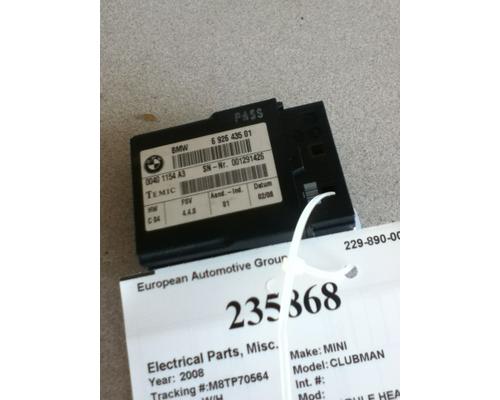 PASS
BMW 6 926 435 01
0040 1154 A3 SN-Nr. 001291426
TEMIC
HW FSV Aend.-Ind. Datum
C 04 4.4.0 01 02/08
European Automotive Group 229-890-00
235868
Electrical Parts, Misc. Make: MINI
Year: 2008 Model: CLUBMAN
Tracking #:M8TP70564 Int. #:
W/H Mod: